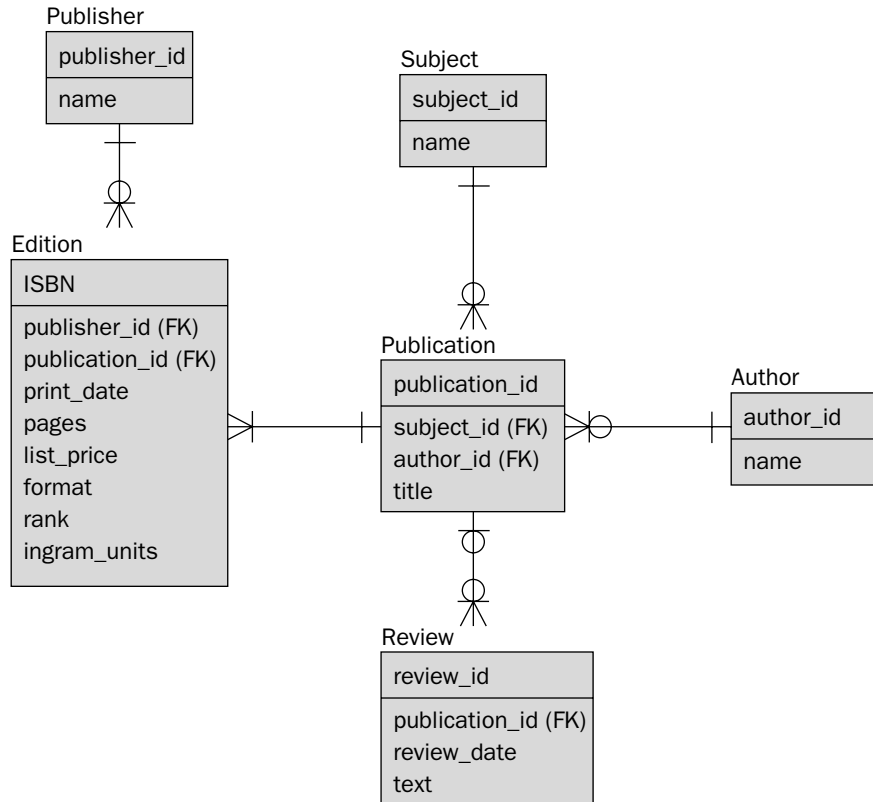 Publisher
publisher_id
name
Subject
subject_id
name
Edition
ISBN
publisher_id (FK)
publication_id (FK)
print_date
pages
list_price
format
rank
ingram_units
Publication
publication_id
subject_id (FK)
author_id (FK)
title
Author
author_id
name
Review
review_id
publication_id (FK)
review_date
text